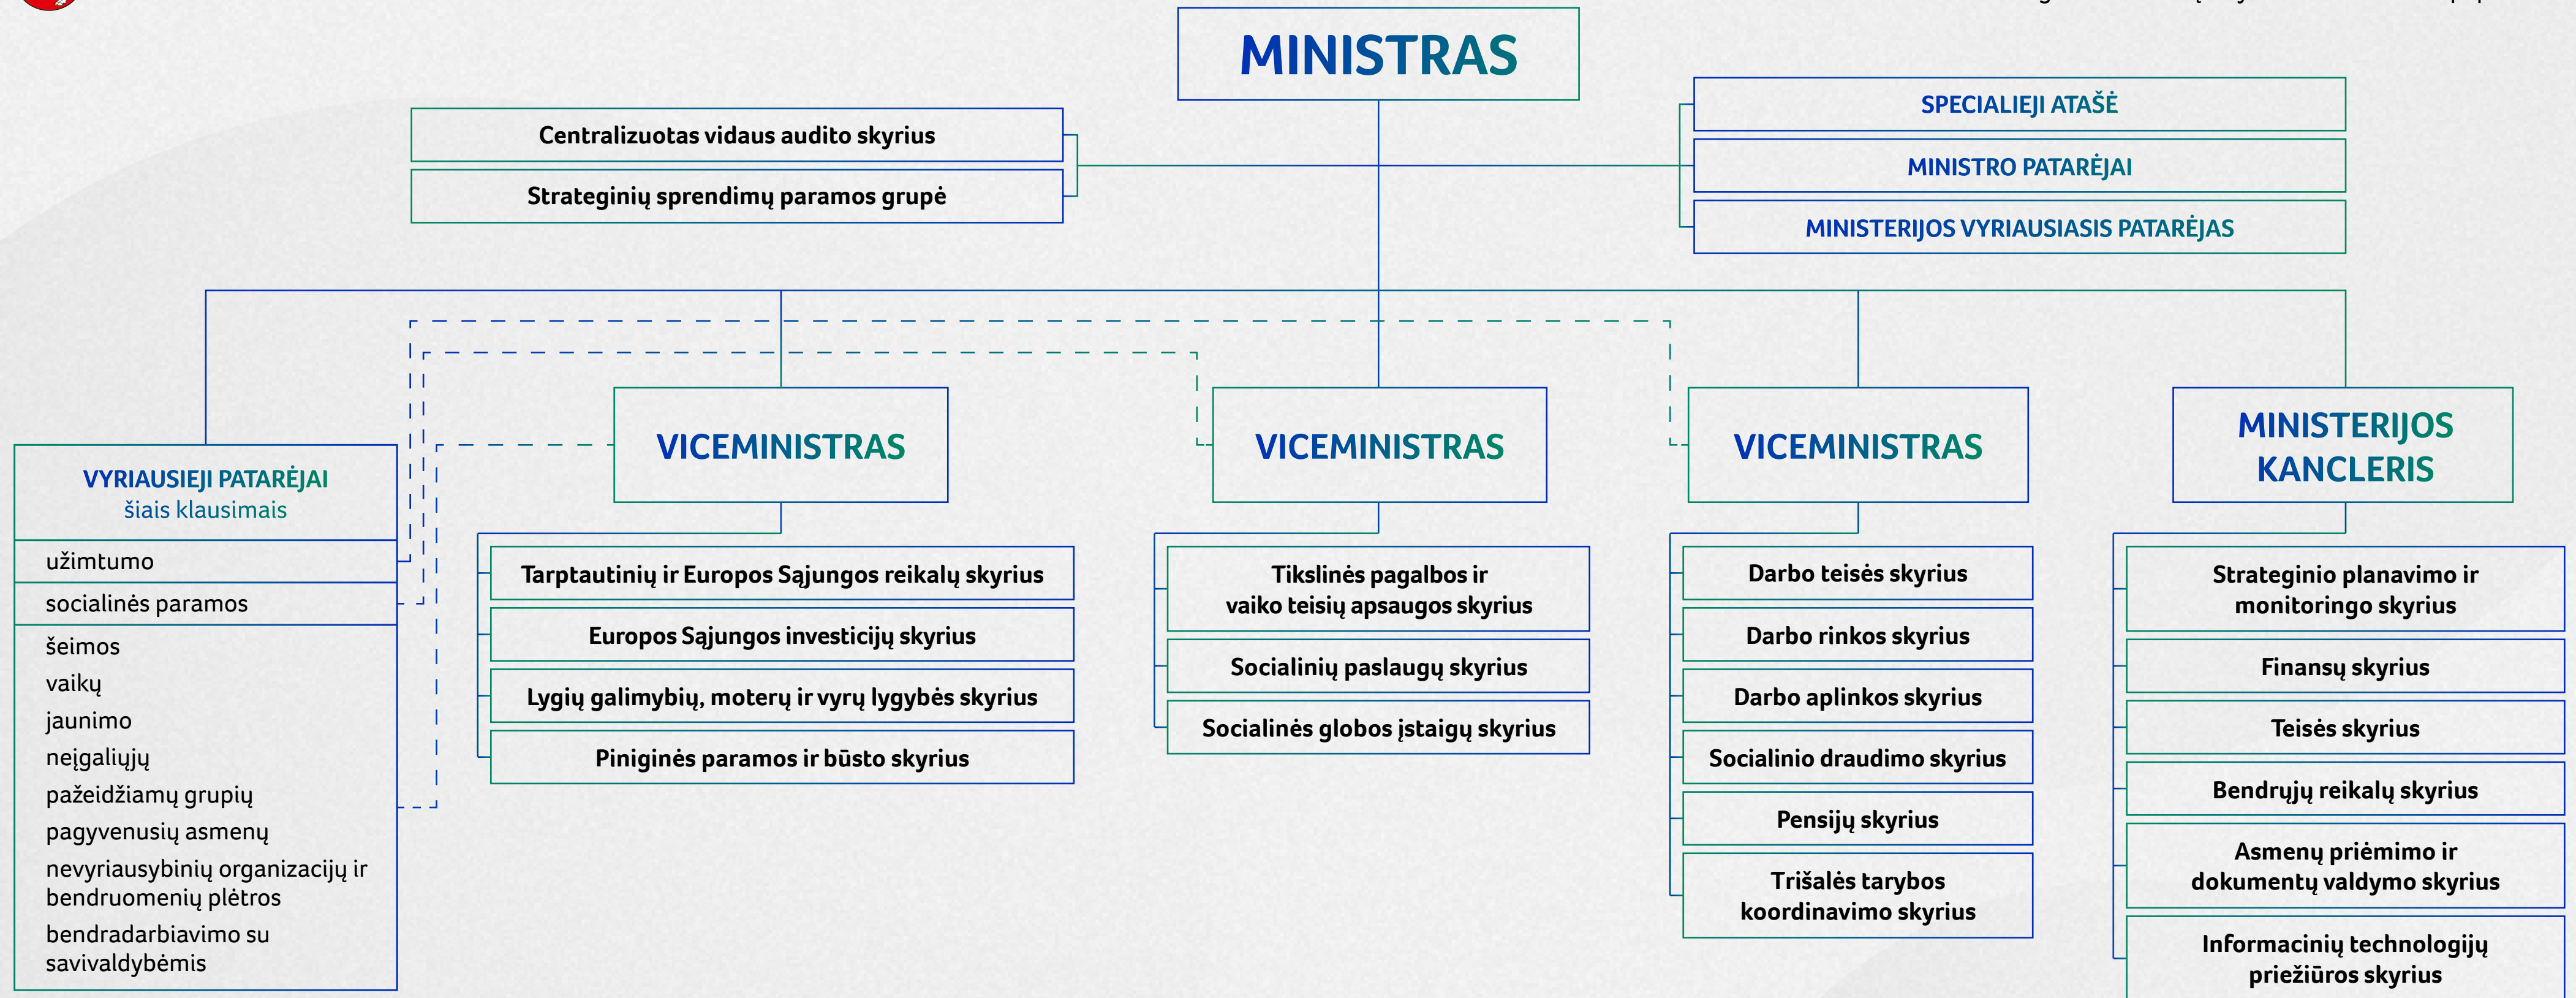 MINISTRAS
Centralizuotas vidaus audito skyrius
Strateginių sprendimų paramos grupė
SPECIALIEJI ATAŠĖ
MINISTRO PATARĖJAI
MINISTERIJOS VYRIAUSIASIS PATARĖJAS
VYRIAUSIEJI PATARĖJAI
šiais klausimais
užimtumo
socialinės paramos
šeimos
vaikų
jaunimo
neįgaliųjų
pažeidžiamų grupių
pagyvenusių asmenų
nevyriausybinių organizacijų ir
bendruomenių plėtros
bendradarbiavimo su
savivaldybėmis
VICEMINISTRAS
Tarptautinių ir Europos Sąjungos reikalų skyrius
Europos Sąjungos investicijų skyrius
Lygių galimybių, moterų ir vyrų lygybės skyrius
Piniginės paramos ir būsto skyrius
VICEMINISTRAS
Tikslinės pagalbos ir
vaiko teisių apsaugos skyrius
Socialinių paslaugų skyrius
Socialinės globos įstaigų skyrius
VICEMINISTRAS
Darbo teisės skyrius
Darbo rinkos skyrius
Darbo aplinkos skyrius
Socialinio draudimo skyrius
Pensijų skyrius
Trišalės tarybos
koordinavimo skyrius
MINISTERIJOS
KANCLERIS
Strateginio planavimo ir
monitoringo skyrius
Finansų skyrius
Teisės skyrius
Bendrųjų reikalų skyrius
Asmenų priėmimo ir
dokumentų valdymo skyrius
Informacinių technologijų
priežiūros skyrius